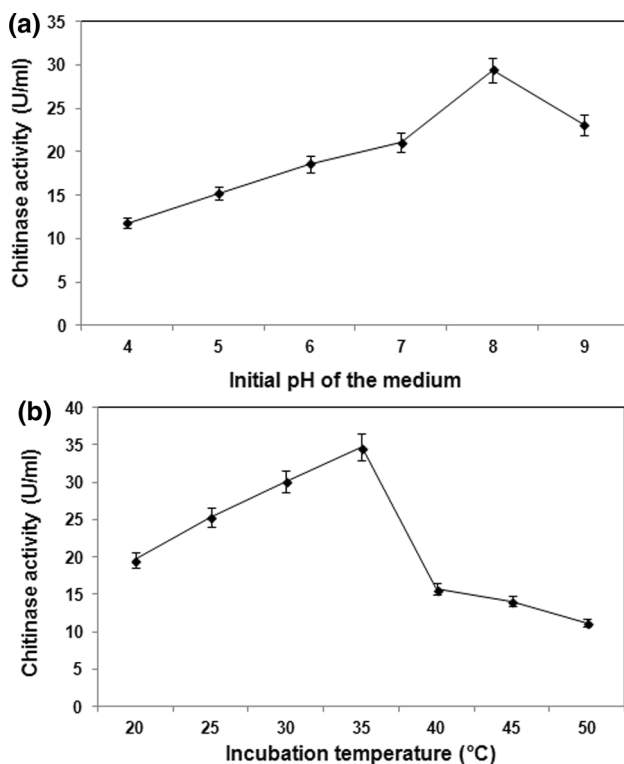 (a)
Chitinase activity (U/ml)
35
30
25
20
15
10
5
0
4 5 6 7 8 9
Initial pH of the medium
(b)
Chitinase activity (U/ml)
40
35
30
25
20
15
10
5
0
20 25 30 35 40 45 50
Incubation temperature (°C)